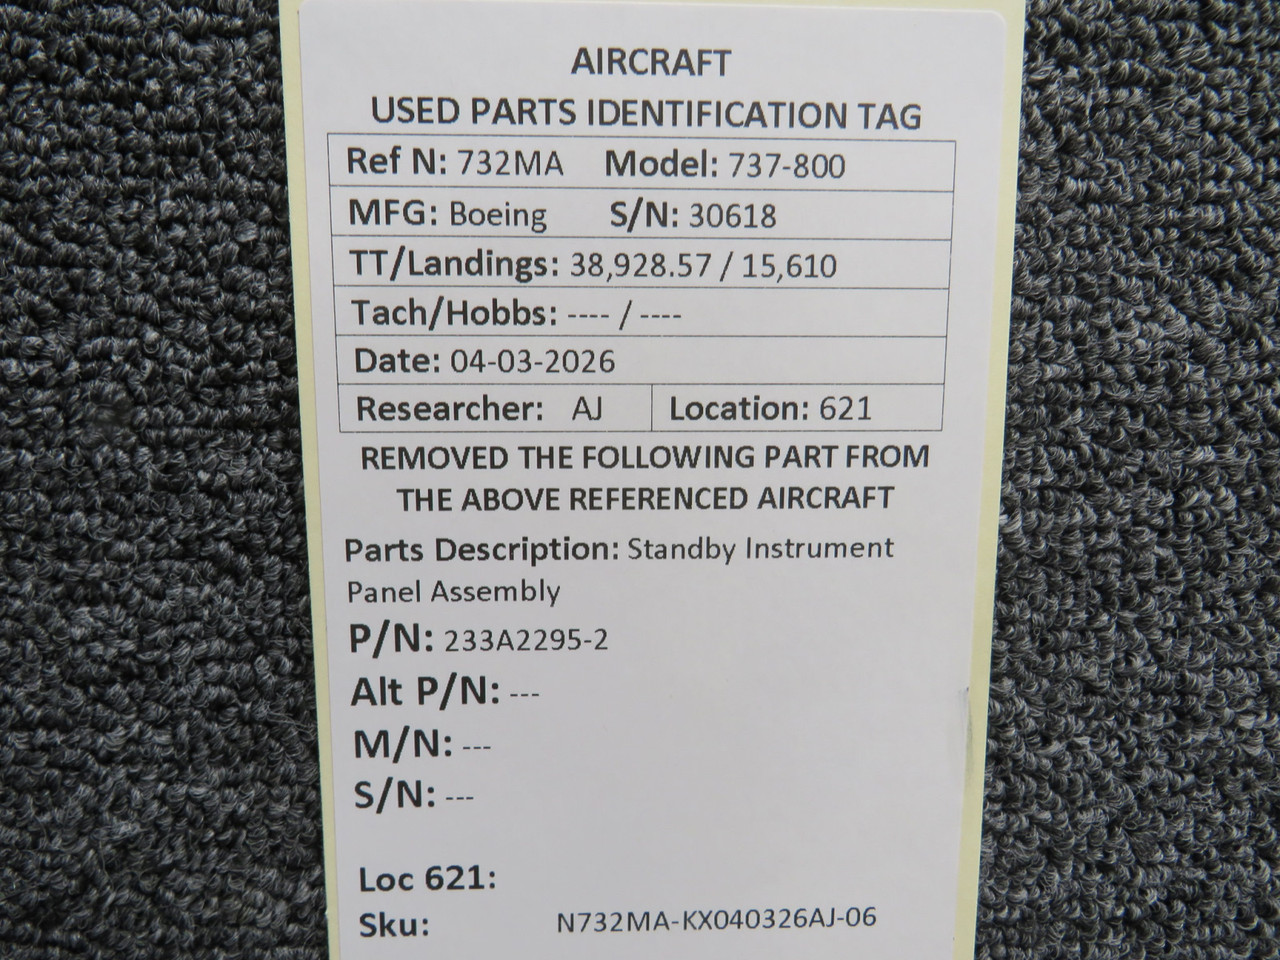 AIRCRAFT
USED PARTS IDENTIFICATION TAG
Ref N: 732MA Model: 737-800
MFG: Boeing S/N: 30618
TT/Landings: 38,928.57 / 15,610
Tach/Hobbs: ---- / ----
Date: 04-03-2026
Researcher: AJ Location: 621
REMOVED THE FOLLOWING PART FROM
THE ABOVE REFERENCED AIRCRAFT
Parts Description: Standby Instrument
Panel Assembly
P/N: 233A2295-2
Alt P/N: ---
M/N: ---
S/N: ---
Loc 621:
Sku: N732MA-KX040326AJ-06